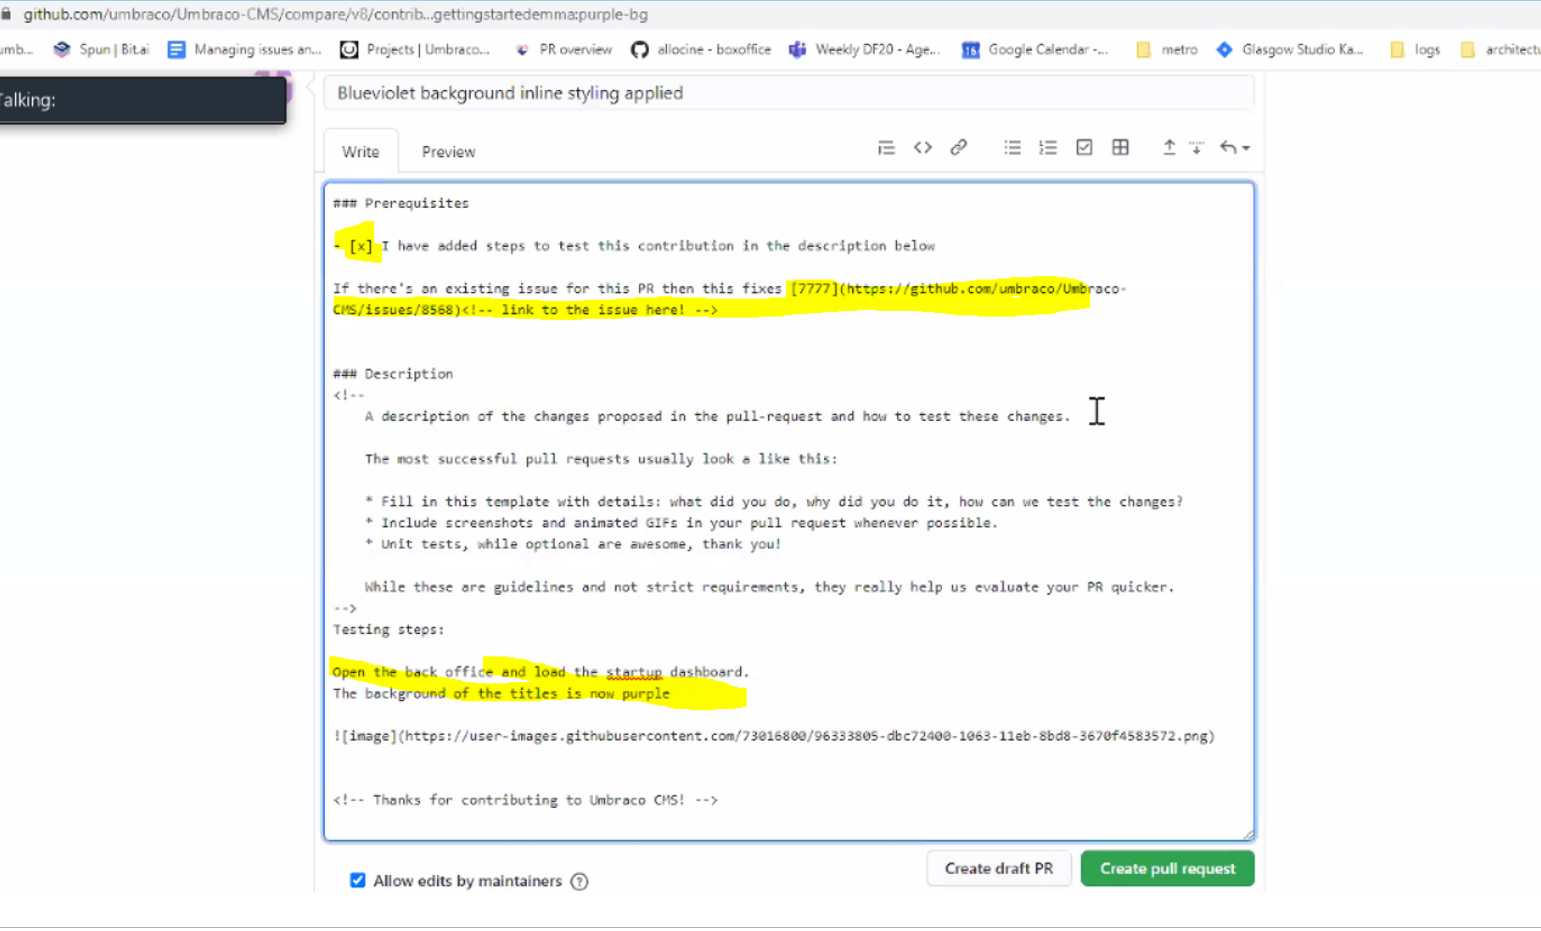 github.com/umbraco/Umbraco-CMS/compare/v8/contrib...gettingstartedemma:purple-bg
umb... Spun | Bit.ai Managing issues an... Projects | Umbraco... PR overview allocine - boxoffice Weekly DF20 - Age... 16 Google Calendar -... metro Glasgow Studio Ka... logs architectu
Talking:
Blueviolet background inline styling applied
Write Preview
### Prerequisites
- [x] I have added steps to test this contribution in the description below
If there's an existing issue for this PR then this fixes [7777](https://github.com/umbraco/Umbraco-
CMS/issues/8568)<!-- link to the issue here! -->
### Description
<!--
A description of the changes proposed in the pull-request and how to test these changes.
The most successful pull requests usually look a like this:
* Fill in this template with details: what did you do, why did you do it, how can we test the changes?
* Include screenshots and animated GIFs in your pull request whenever possible.
* Unit tests, while optional are awesome, thank you!
While these are guidelines and not strict requirements, they really help us evaluate your PR quicker.
-->
Testing steps:
Open the back office and load the startup dashboard.
The background of the titles is now purple
![image](https://user-images.githubusercontent.com/73016800/96333805-dbc72400-1063-11eb-8bd8-3670f4583572.png)
<!-- Thanks for contributing to Umbraco CMS! -->
Create draft PR Create pull request
Allow edits by maintainers ?